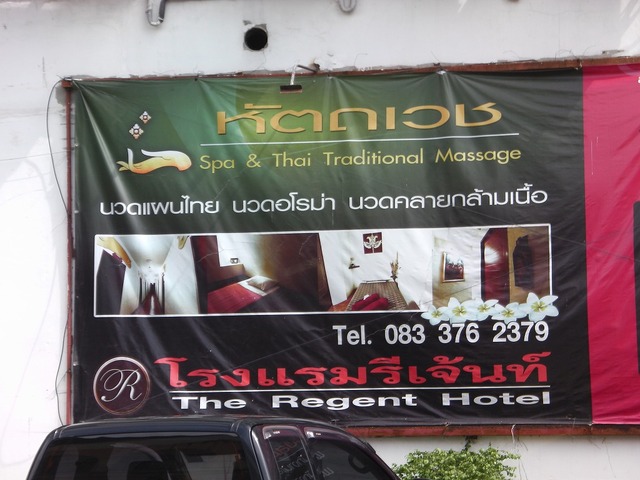 หัตถเวช
Spa & Thai Traditional Massage
นวดแผนไทย นวดอโรม่า นวดคลายกล้ามเนื้อ
Tel. 083 376 2379
R
โรงแรมรีเจ้นท์
The Regent Hotel